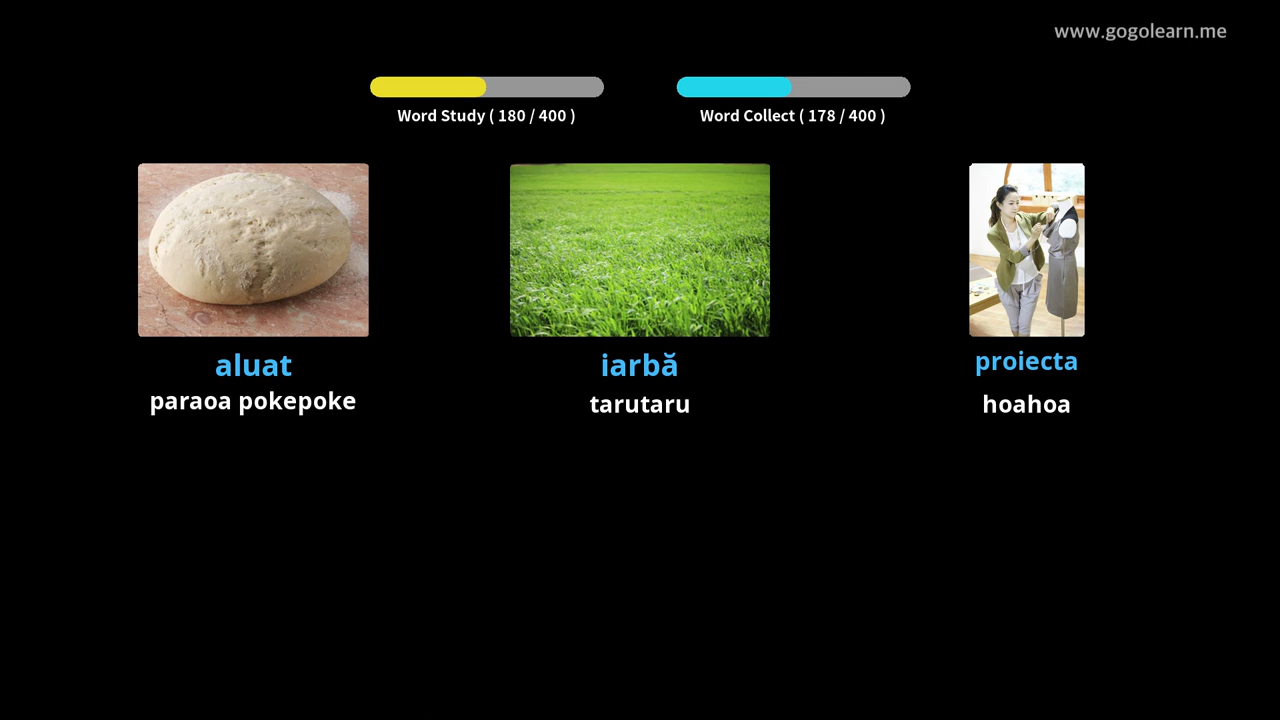 www.gogolearn.me
Word Study ( 180 / 400 )
Word Collect ( 178 / 400 )
aluat
paraoa pokepoke
iarbă
tarutaru
proiecta
hoahoa